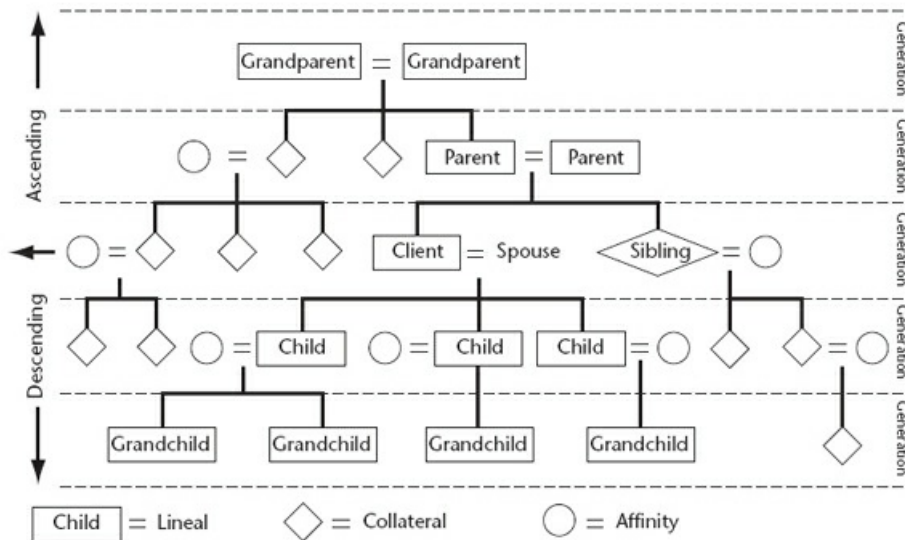 Grandparent = Grandparent
Generation
Ascending
= Parent = Parent
Generation
= Client = Spouse Sibling =
Generation
Descending
= Child = Child Child = =
Generation
Grandchild Grandchild Grandchild Grandchild
Generation
Child = Lineal = Collateral = Affinity